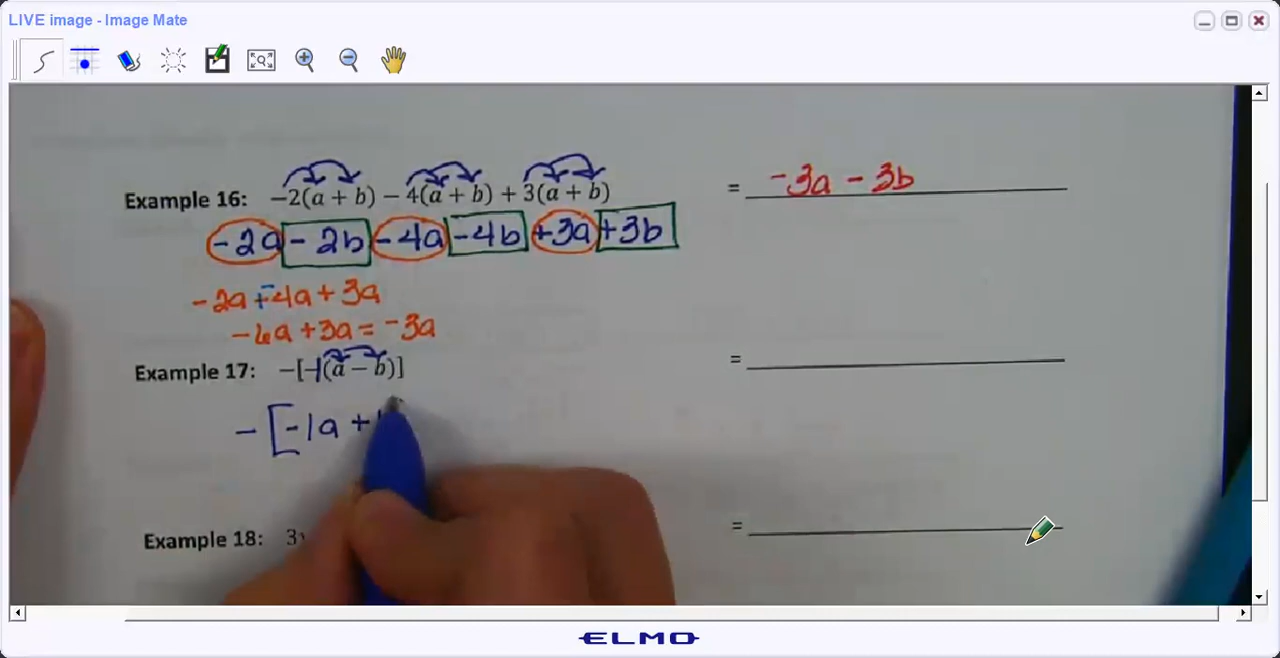 LIVE image - Image Mate
Example 16: −2(a + b) − 4(a + b) + 3(a + b) = -3a - 3b
-2a - 2b -4a -4b +3a +3b
-2a + -4a + 3a
-6a + 3a = -3a
Example 17: −[−1(a − b)] =
- [-1a +
Example 18: 3 =
ELMO